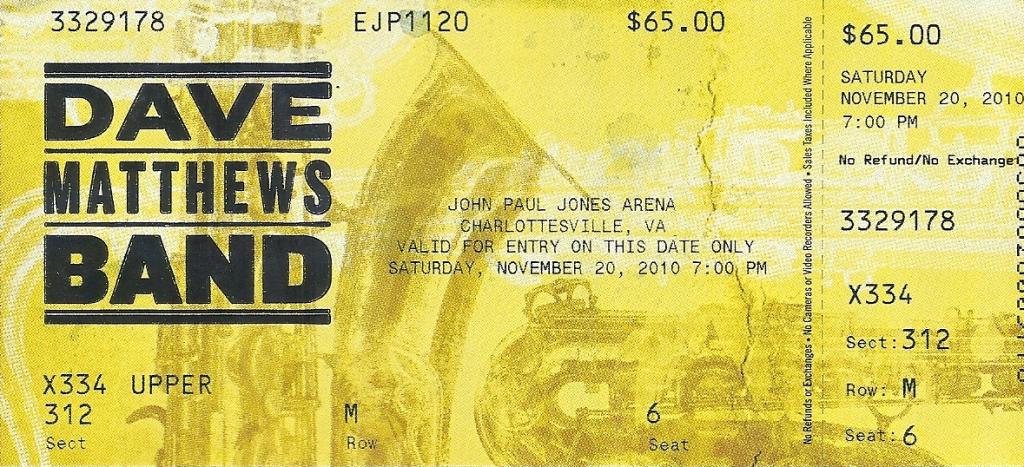 3329178 EJP1120 $65.00
DAVE
MATTHEWS
BAND
JOHN PAUL JONES ARENA
CHARLOTTESVILLE, VA
VALID FOR ENTRY ON THIS DATE ONLY
SATURDAY, NOVEMBER 20, 2010 7:00 PM
X334 UPPER
312 M 6
Sect Row Seat
No Refunds or Exchanges • No Cameras or Video Recorders Allowed • Sales Taxes Included Where Applicable
$65.00
SATURDAY
NOVEMBER 20, 2010
7:00 PM
No Refund/No Exchange
3329178
X334
Sect: 312
Row: M
Seat: 6